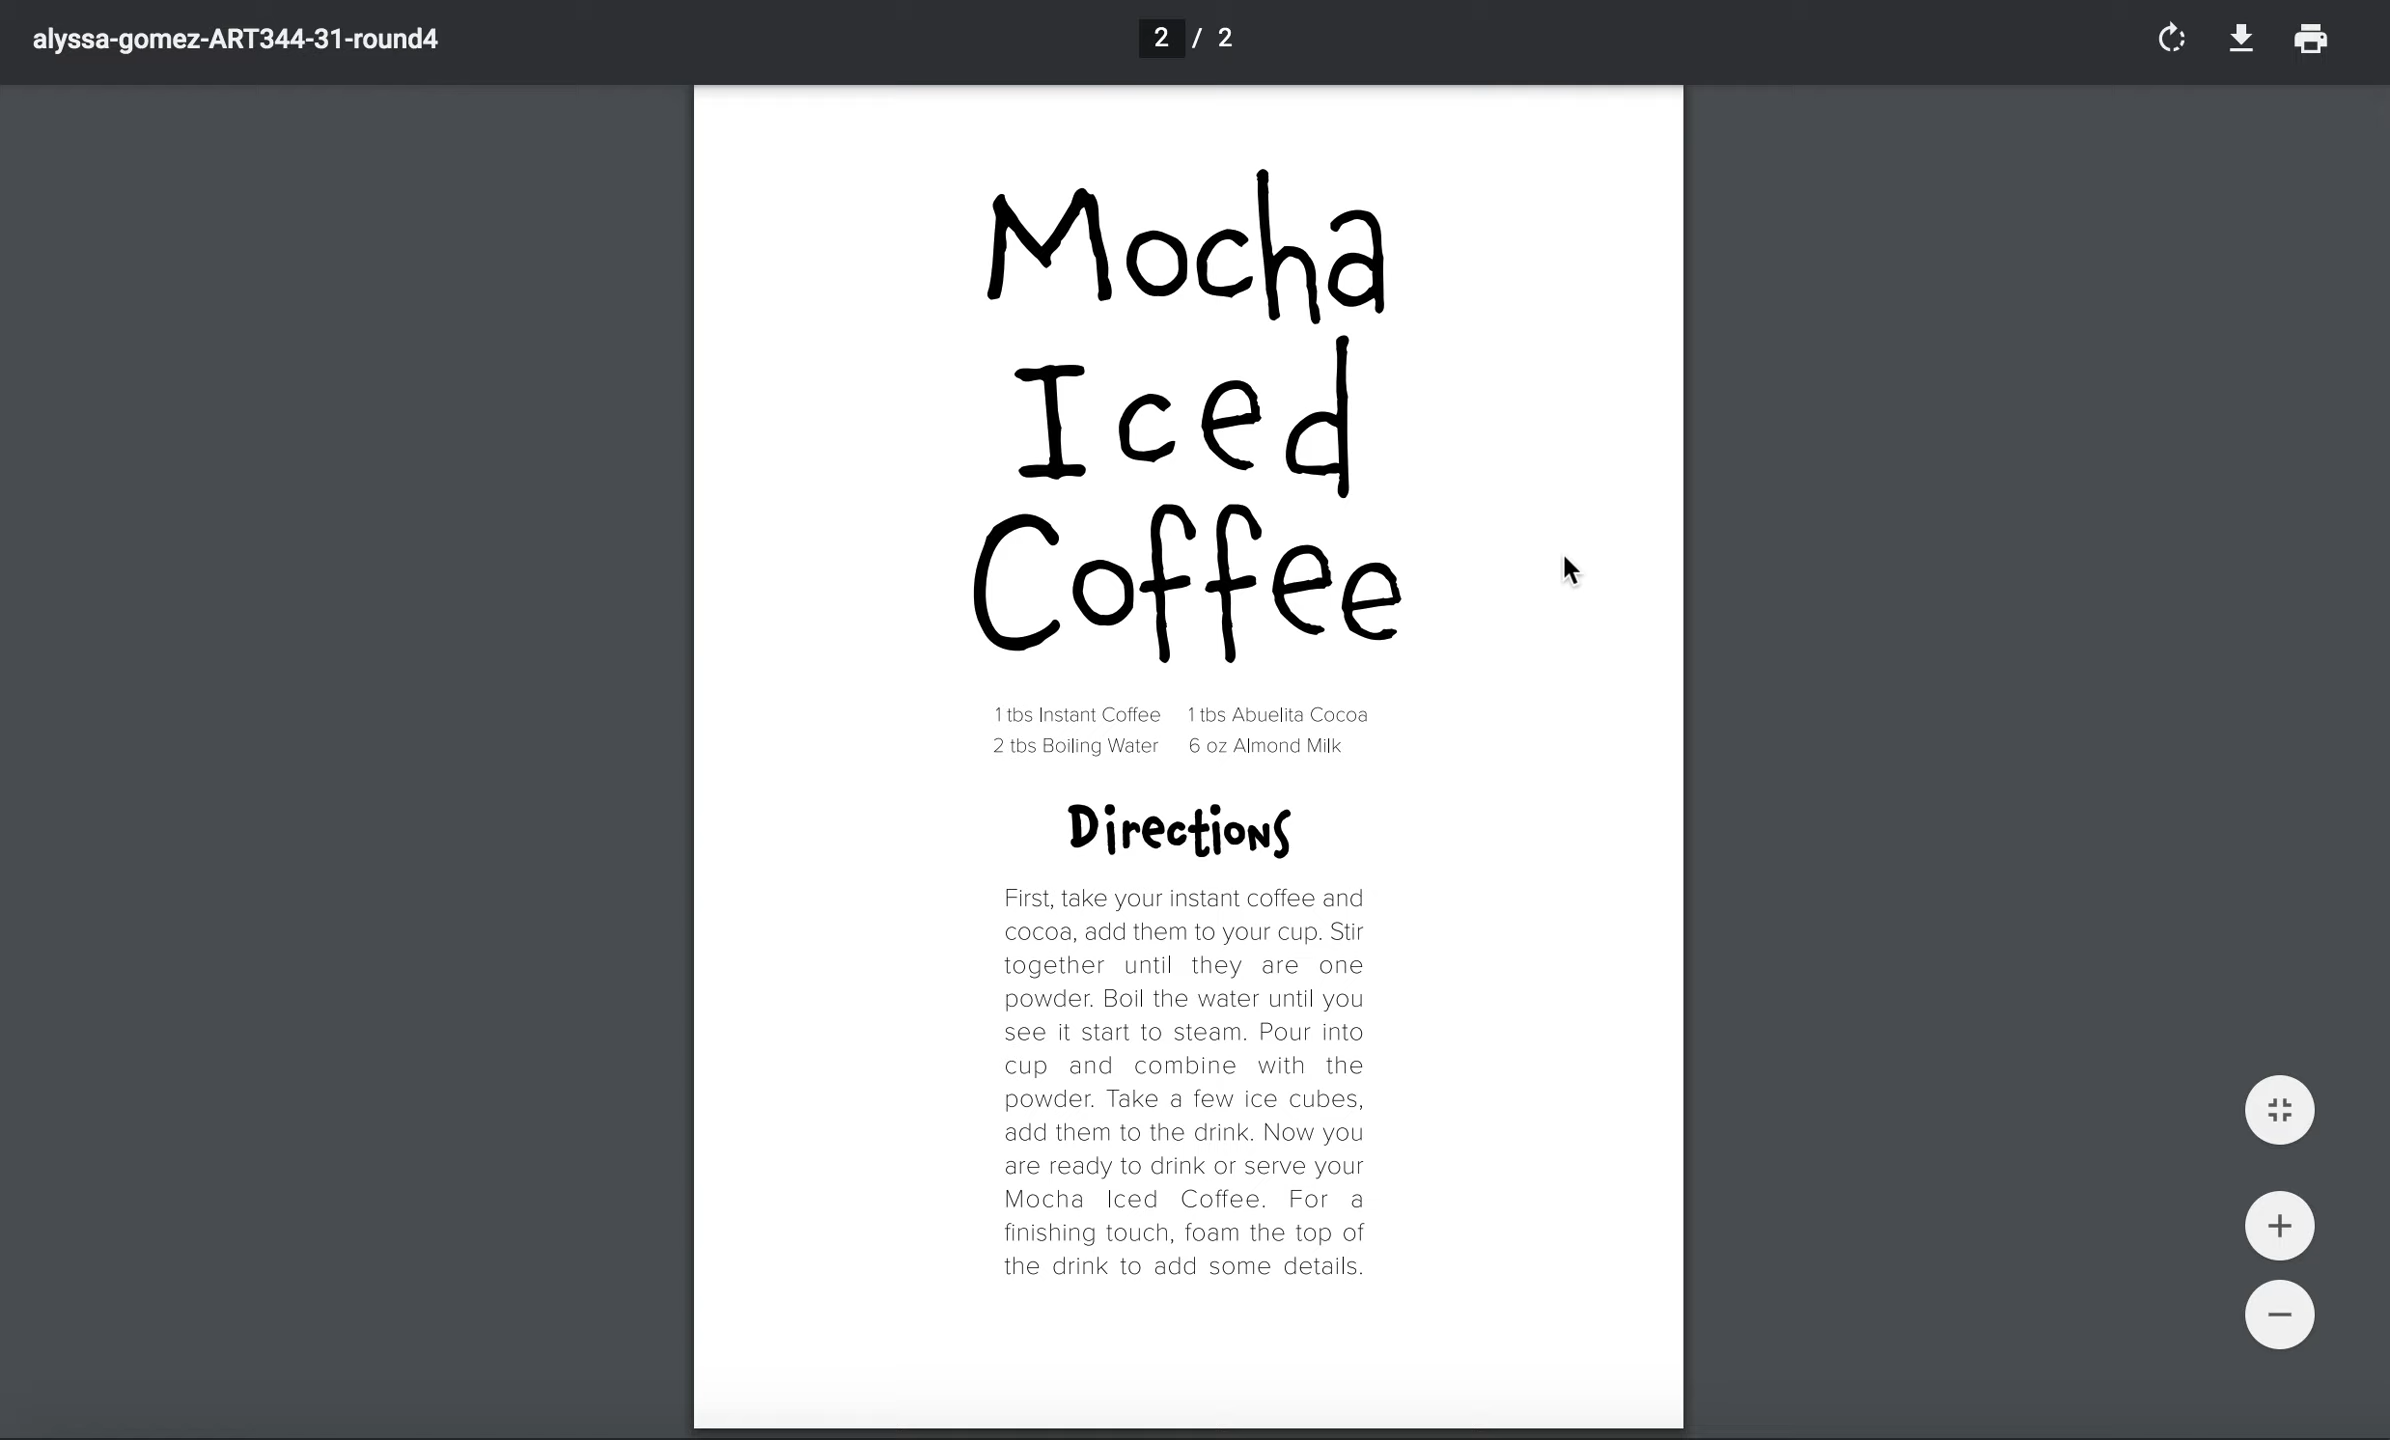 alyssa-gomez-ART344-31-round4
2 / 2
Mocha
Iced
Coffee
1 tbs Instant Coffee 1 tbs Abuelita Cocoa
2 tbs Boiling Water 6 oz Almond Milk
Directions
First, take your instant coffee and
cocoa, add them to your cup. Stir
together until they are one
powder. Boil the water until you
see it start to steam. Pour into
cup and combine with the
powder. Take a few ice cubes,
add them to the drink. Now you
are ready to drink or serve your
Mocha Iced Coffee. For a
finishing touch, foam the top of
the drink to add some details.